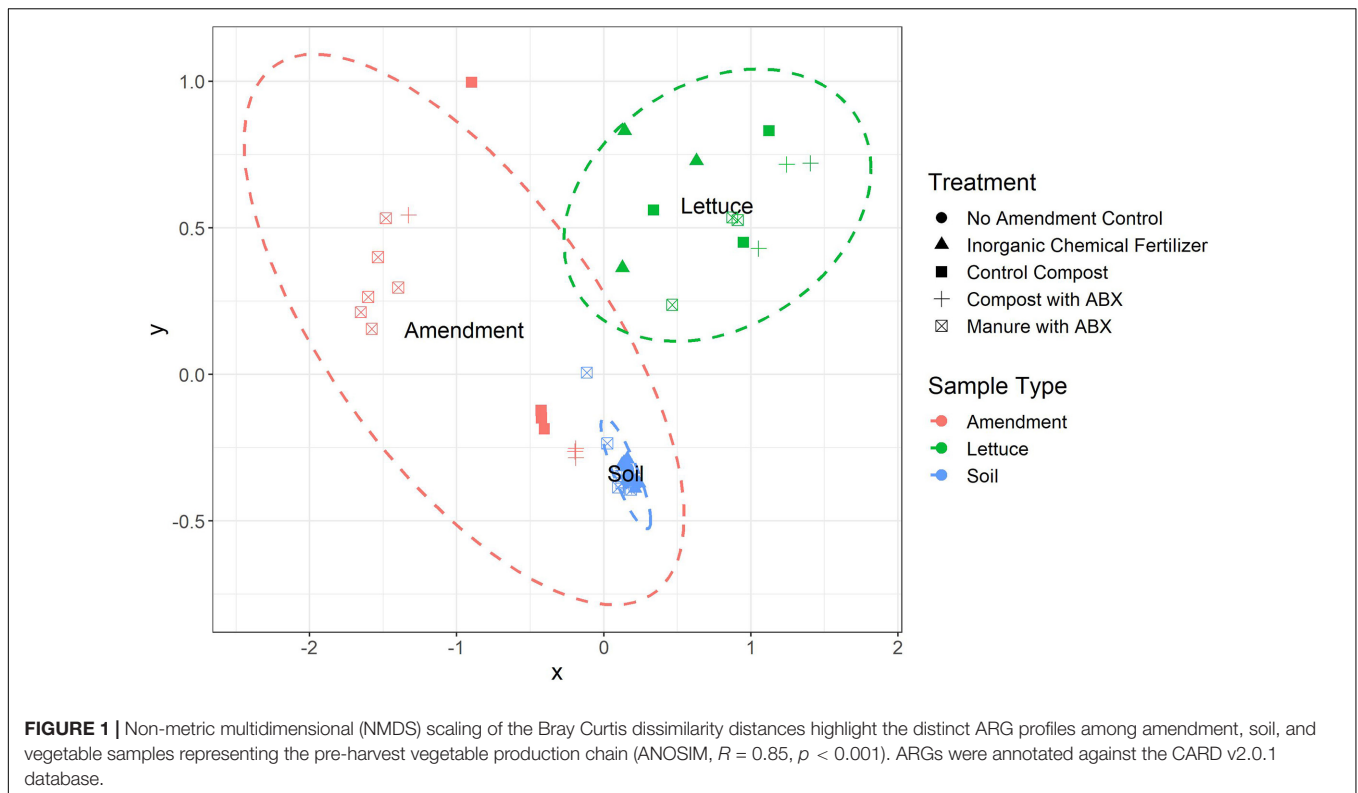 1.0
0.5
0.0
-0.5
y
-2
-1
0
1
2
x
Amendment
Lettuce
Soil
Treatment
No Amendment Control
Inorganic Chemical Fertilizer
Control Compost
Compost with ABX
Manure with ABX
Sample Type
Amendment
Lettuce
Soil
FIGURE 1 | Non-metric multidimensional (NMDS) scaling of the Bray Curtis dissimilarity distances highlight the distinct ARG profiles among amendment, soil, and
vegetable samples representing the pre-harvest vegetable production chain (ANOSIM, R = 0.85, p < 0.001). ARGs were annotated against the CARD v2.0.1
database.